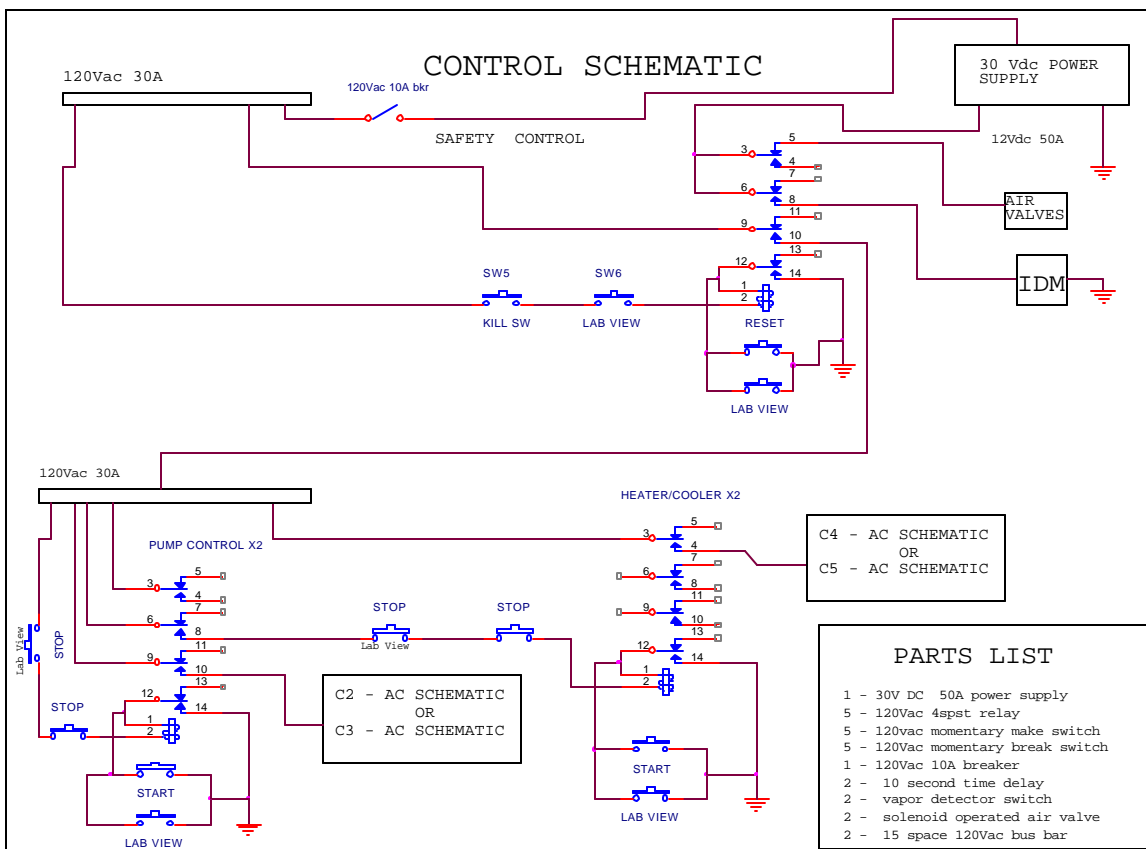 CONTROL SCHEMATIC
120Vac 30A
120Vac 10A bkr
SAFETY CONTROL
30 Vdc POWER
SUPPLY
12Vdc 50A
5
3
4
7
6
8
11
9
10
13
12
14
1
2
AIR
VALVES
IDM
SW5
KILL SW
SW6
LAB VIEW
RESET
LAB VIEW
120Vac 30A
PUMP CONTROL X2
5
3
4
7
6
8
11
9
10
13
12
14
1
2
Lab View
STOP
STOP
START
LAB VIEW
STOP
Lab View
STOP
C2 - AC SCHEMATIC
OR
C3 - AC SCHEMATIC
HEATER/COOLER X2
5
3
4
7
6
8
11
9
10
13
12
14
1
2
START
LAB VIEW
C4 - AC SCHEMATIC
OR
C5 - AC SCHEMATIC
PARTS LIST
1 - 30V DC 50A power supply
5 - 120Vac 4spst relay
5 - 120vac momentary make switch
5 - 120Vac momentary break switch
1 - 120Vac 10A breaker
2 - 10 second time delay
2 - vapor detector switch
2 - solenoid operated air valve
2 - 15 space 120Vac bus bar